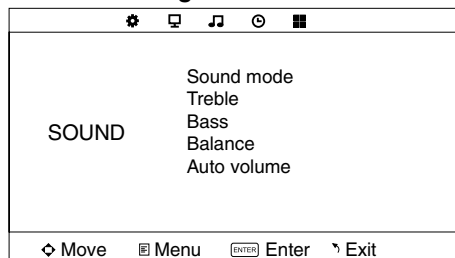 Sound mode
Treble
SOUND
Bass
Balance
Auto volume
Move Menu ENTER Enter Exit